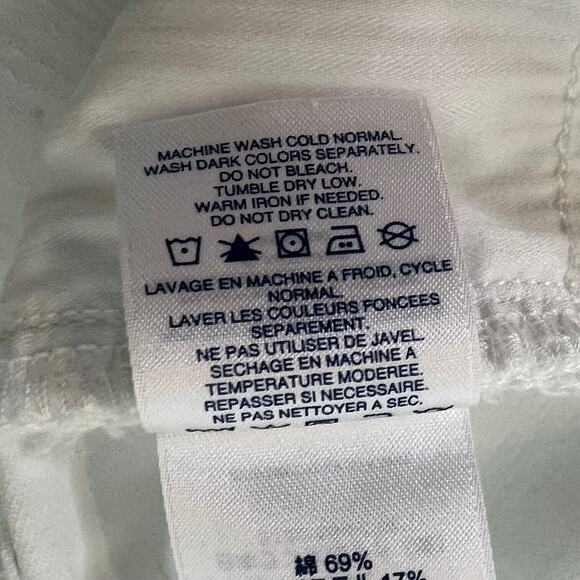 MACHINE WASH COLD NORMAL.
WASH DARK COLORS SEPARATELY.
DO NOT BLEACH.
TUMBLE DRY LOW.
WARM IRON IF NEEDED.
DO NOT DRY CLEAN.
LAVAGE EN MACHINE A FROID, CYCLE
NORMAL.
LAVER LES COULEURS FONCEES
SEPAREMENT.
NE PAS UTILISER DE JAVEL.
SECHAGE EN MACHINE A
TEMPERATURE MODEREE.
REPASSER SI NECESSAIRE.
NE PAS NETTOYER A SEC.
綿 69%
17%